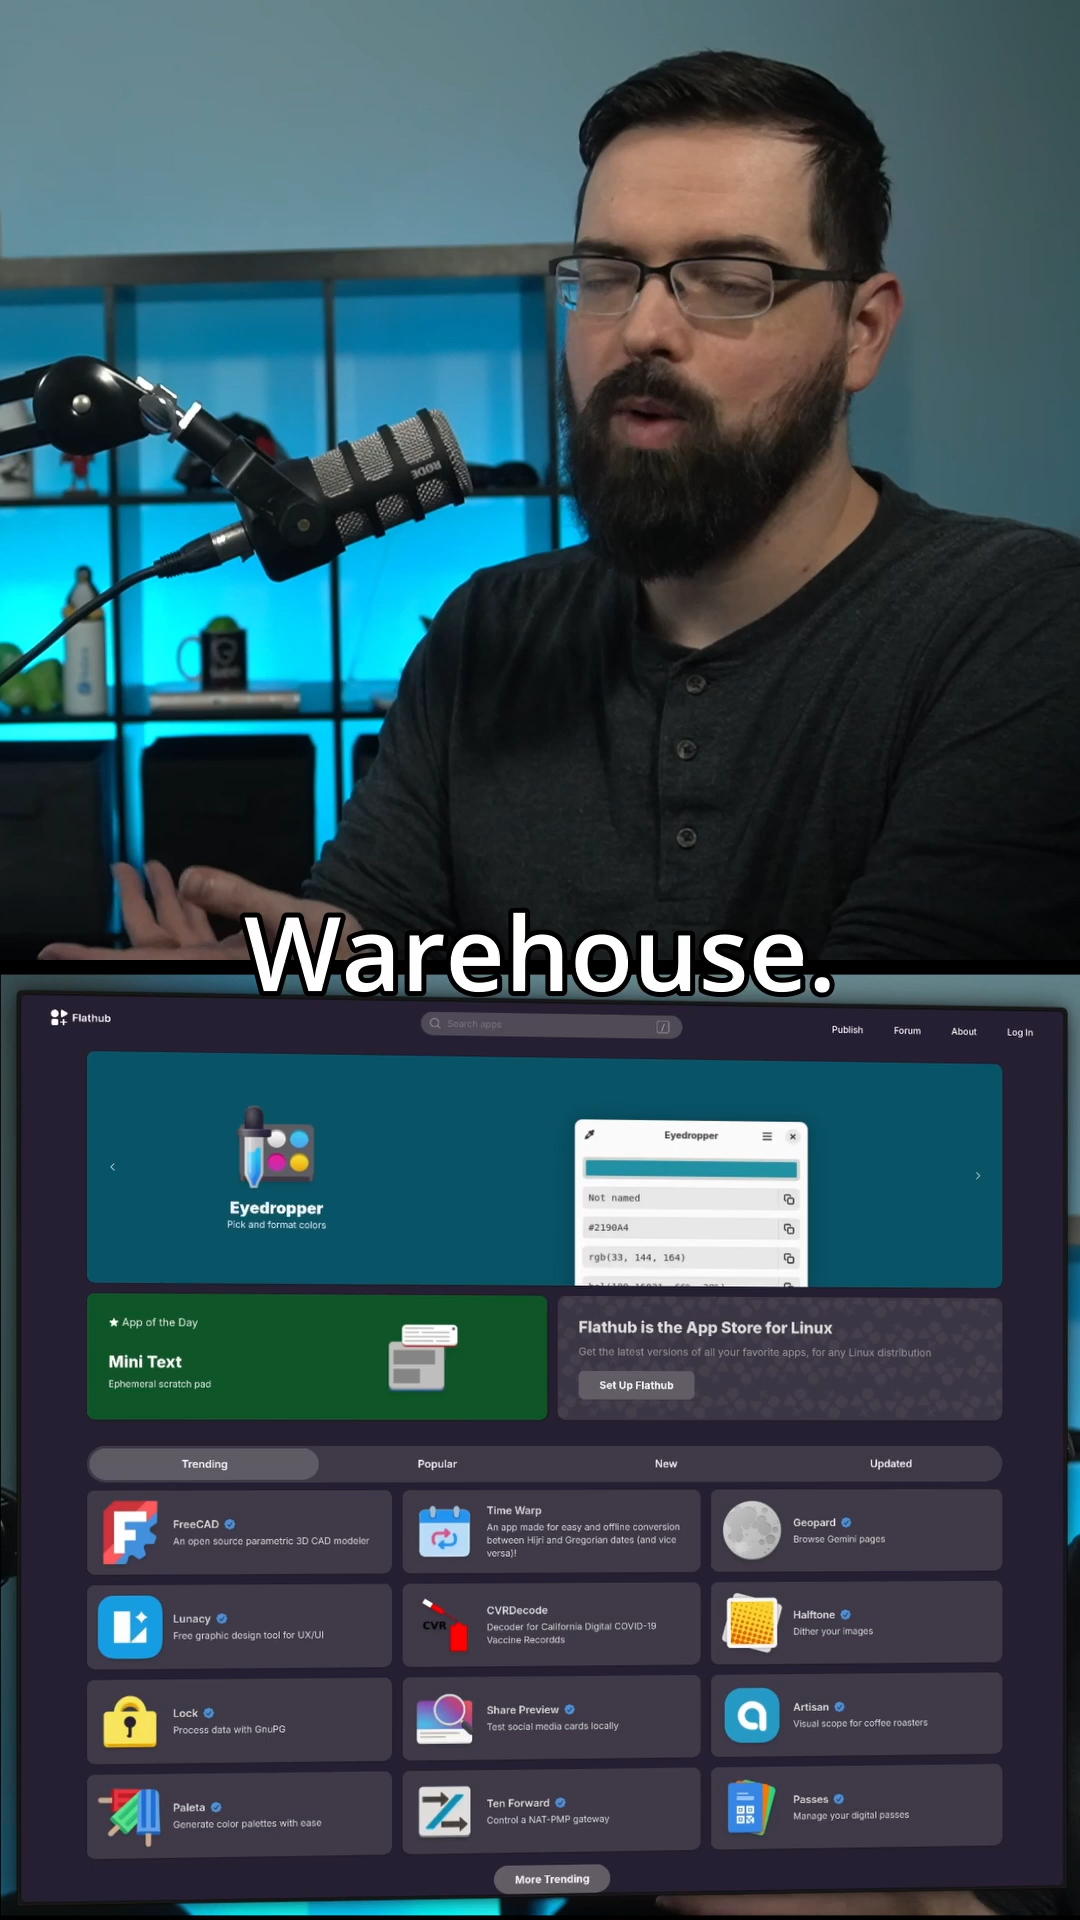 RØDE
Warehouse.
Flathub
Search apps
/
Publish
Forum
About
Log In
Eyedropper
Pick and format colors
Eyedropper
Not named
#2190A4
rgb(33, 144, 164)
App of the Day
Mini Text
Ephemeral scratch pad
Flathub is the App Store for Linux
Get the latest versions of all your favorite apps, for any Linux distribution
Set Up Flathub
Trending
Popular
New
Updated
FreeCAD
An open source parametric 3D CAD modeler
Time Warp
An app made for easy and offline conversion
between Hijri and Gregorian dates (and vice
versa)!
Geopard
Browse Gemini pages
Lunacy
Free graphic design tool for UX/UI
CVR
CVRDecode
Decoder for California Digital COVID-19
Vaccine Recordds
Halftone
Dither your images
Lock
Process data with GnuPG
Share Preview
Test social media cards locally
Artisan
Visual scope for coffee roasters
Paleta
Generate color palettes with ease
Ten Forward
Control a NAT-PMP gateway
Passes
Manage your digital passes
More Trending